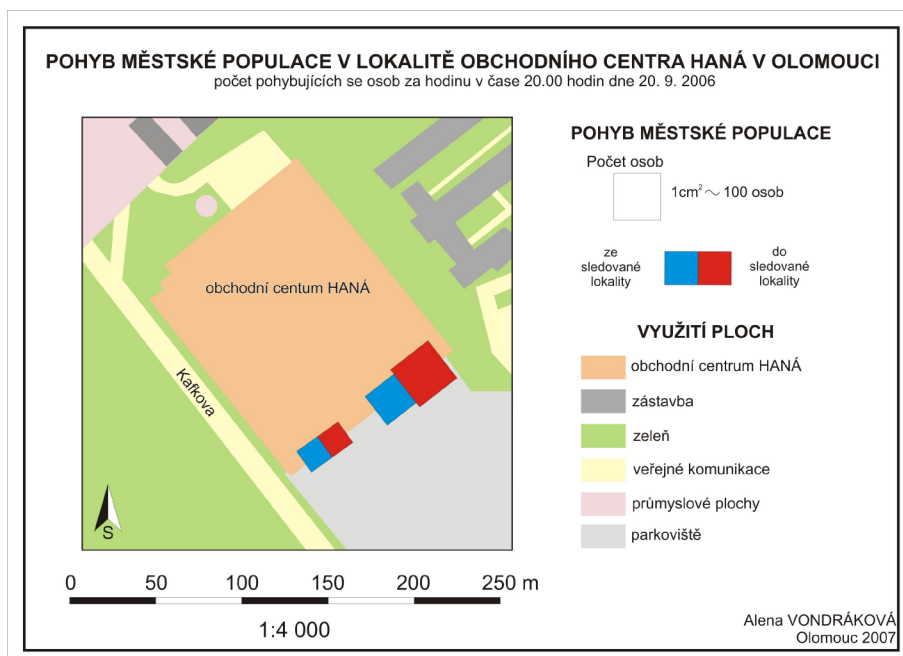 POHYB MĚSTSKÉ POPULACE V LOKALITĚ OBCHODNÍHO CENTRA HANÁ V OLOMOUCI
počet pohybujících se osob za hodinu v čase 20.00 hodin dne 20. 9. 2006
obchodní centum HANÁ
Kafkova
S
POHYB MĚSTSKÉ POPULACE
Počet osob
1cm² ~ 100 osob
ze
sledované
lokality
do
sledované
lokality
VYUŽITÍ PLOCH
obchodní centrum HANÁ
zástavba
zeleň
veřejné komunikace
průmyslové plochy
parkoviště
0 50 100 150 200 250 m
1:4 000
Alena VONDRÁKOVÁ
Olomouc 2007